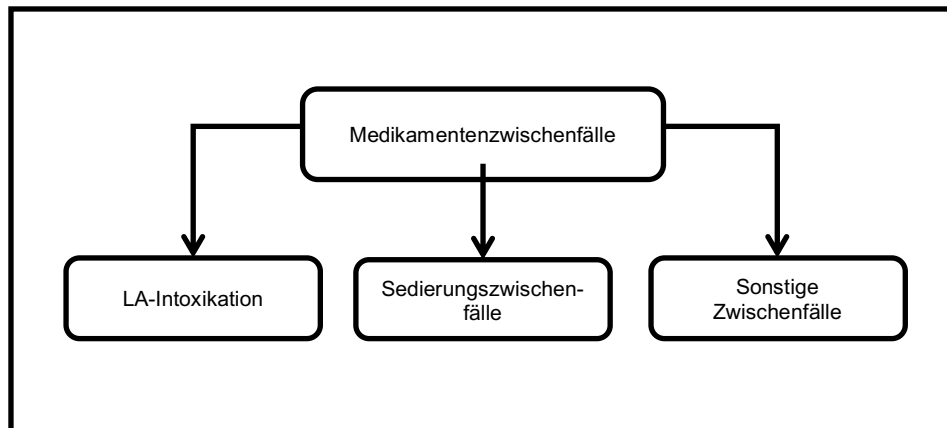 Medikamentenzwischenfälle
LA-Intoxikation
Sedierungszwischen-
fälle
Sonstige
Zwischenfälle